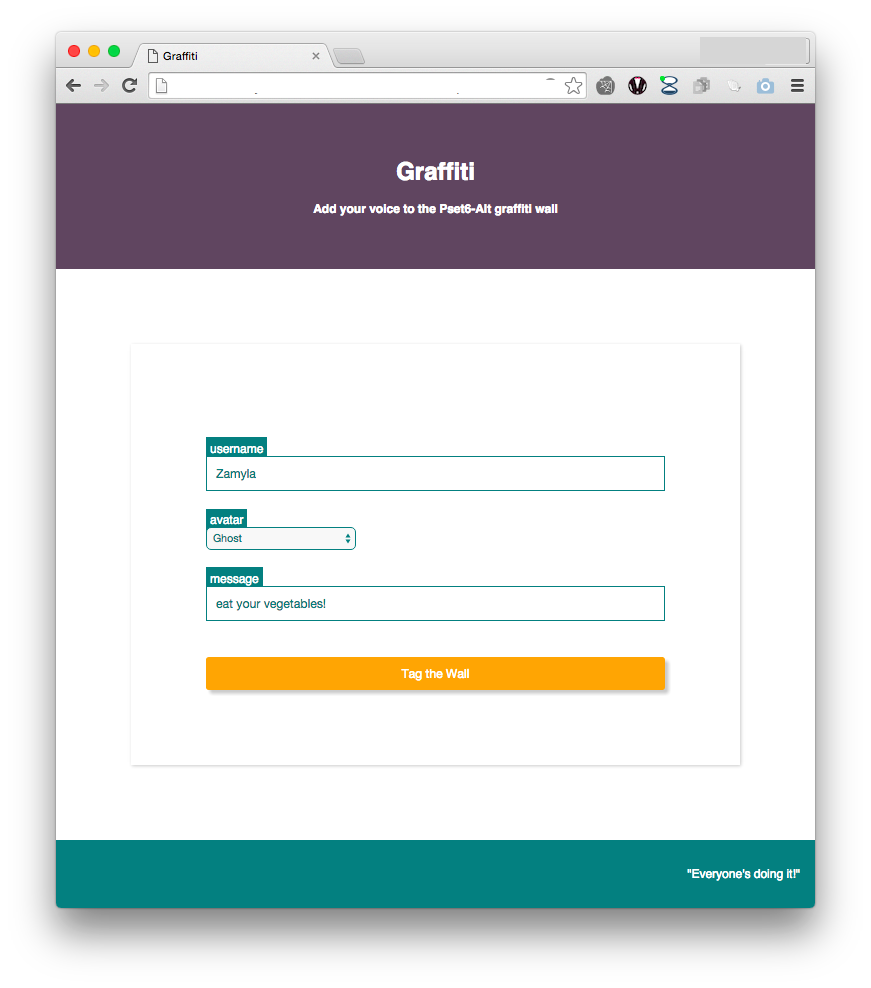 Graffiti
Graffiti
Add your voice to the Pset6-Alt graffiti wall
username
Zamyla
avatar
Ghost
message
eat your vegetables!
Tag the Wall
"Everyone's doing it!"